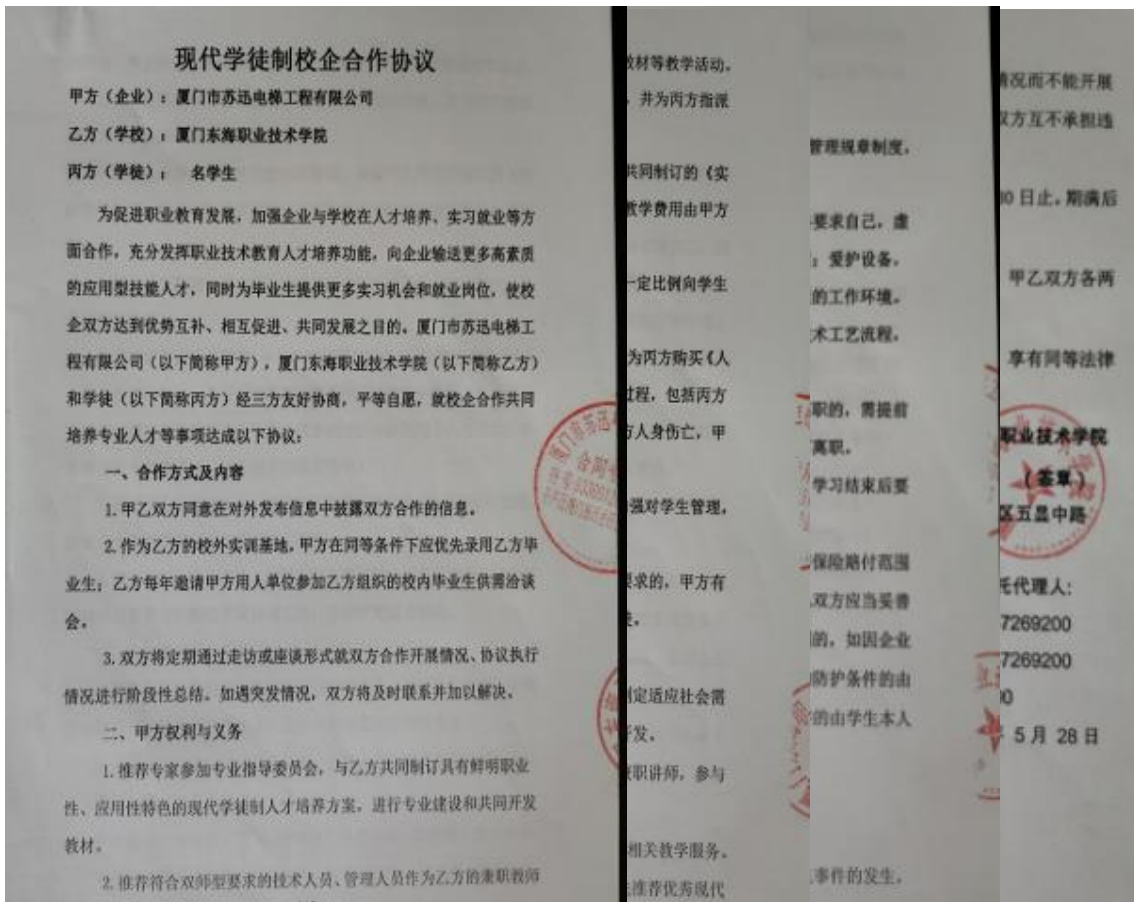 现代学徒制校企合作协议
甲方（企业）：厦门市苏迅电梯工程有限公司
乙方（学校）：厦门东海职业技术学院
丙方（学徒）： 名学生
为促进职业教育发展，加强企业与学校在人才培养、实习就业等方
面合作，充分发挥职业技术教育人才培养功能，向企业输送更多高素质
的应用型技能人才，同时为毕业生提供更多实习机会和就业岗位，使校
企双方达到优势互补、相互促进、共同发展之目的。厦门市苏迅电梯工
程有限公司（以下简称甲方），厦门东海职业技术学院（以下简称乙方）
和学徒（以下简称丙方）经三方友好协商，平等自愿，就校企合作共同
培养专业人才等事项达成以下协议：
一、合作方式及内容
1.甲乙双方同意在对外发布信息中披露双方合作的信息。
2.作为乙方的校外实训基地，甲方在同等条件下应优先录用乙方毕
业生；乙方每年邀请甲方用人单位参加乙方组织的校内毕业生供需洽谈
会。
3.双方将定期通过走访或座谈形式就双方合作开展情况、协议执行
情况进行阶段性总结。如遇突发情况，双方将及时联系并加以解决。
二、甲方权利与义务
1.推荐专家参加专业指导委员会，与乙方共同制订具有鲜明职业
性、应用性特色的现代学徒制人才培养方案，进行专业建设和共同开发
教材。
2.推荐符合双师型要求的技术人员、管理人员作为乙方的兼职教师
教材等教学活动。
，并为丙方指派
共同制订的《实
教学费用由甲方
一定比例向学生
为丙方购买《人
过程，包括丙方
方人身伤亡，甲
强对学生管理，
要求的，甲方有
制定适应社会需
开发。
兼职讲师，参与
相关教学服务。
推荐优秀现代
管理规章制度，
要求自己，虚
；爱护设备，
的工作环境。
术工艺流程，
职的，需提前
离职。
学习结束后要
保险赔付范围
双方应当妥善
的，如因企业
防护条件的由
的由学生本人
事件的发生，
情况而不能开展
双方互不承担违
30 日止。期满后
甲乙双方各两
享有同等法律
职业技术学院
（签章）
区五显中路
托代理人：
7269200
7269200
00
5月 28日